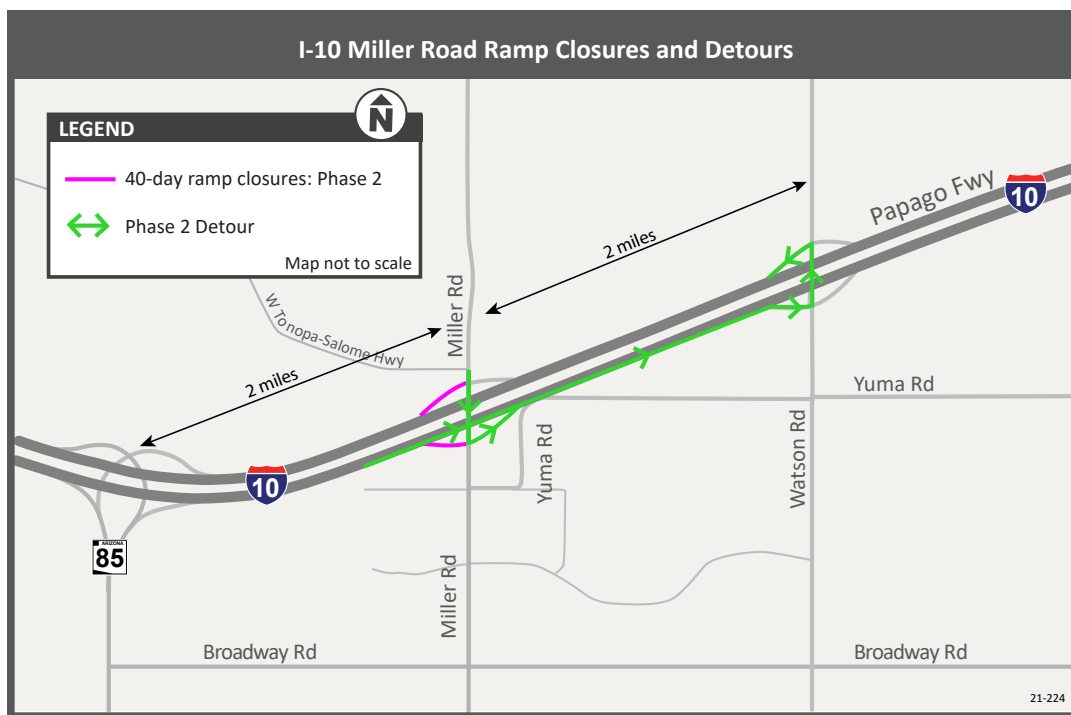 I-10 Miller Road Ramp Closures and Detours
N
LEGEND
40-day ramp closures: Phase 2
Phase 2 Detour
Map not to scale
Papago Fwy
10
2 miles
Miller Rd
W Tonopa-Salome Hwy
2 miles
Yuma Rd
Yuma Rd
Watson Rd
10
ARIZONA
85
Miller Rd
Broadway Rd
Broadway Rd
21-224